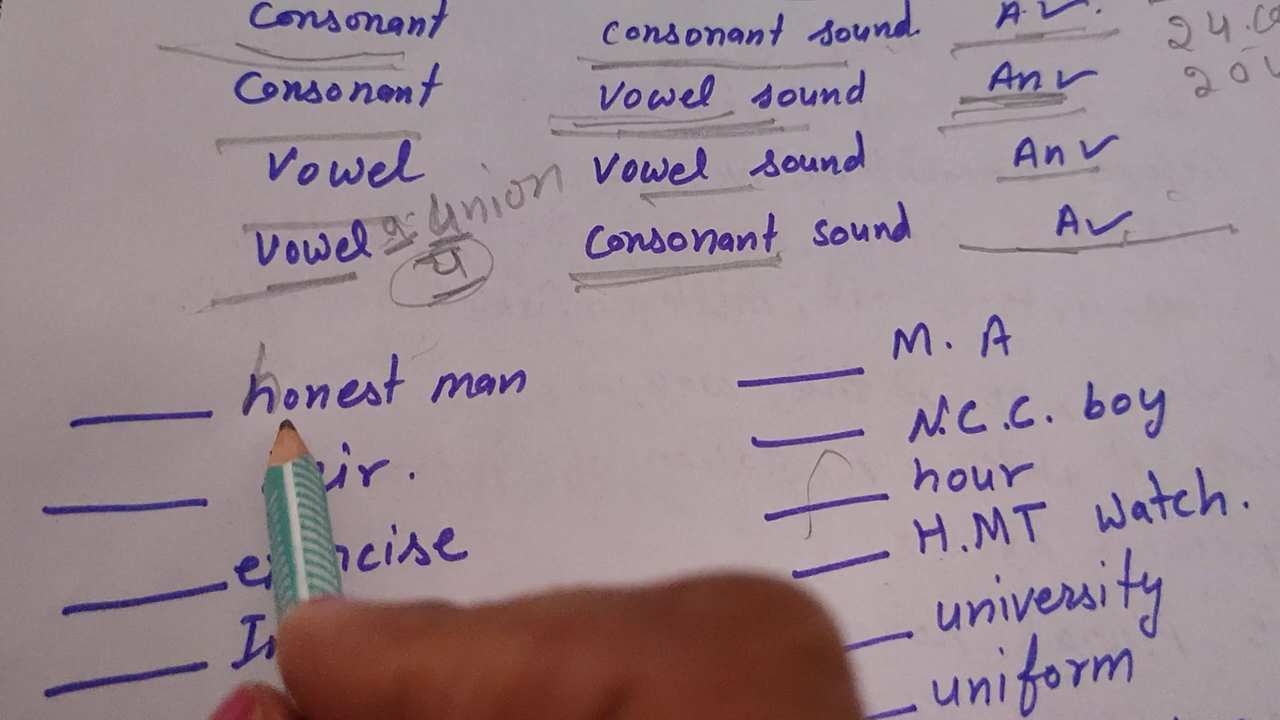 Consonant consonant sound A ✓.
Consonant vowel sound An ✓
Vowel Vowel sound An ✓
Vowel a union य consonant sound A ✓
honest man
exercise
M. A
N.C.C. boy
hour
H.MT watch.
university
uniform